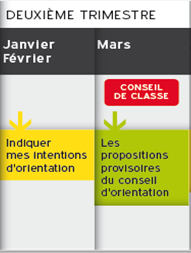 DEUXIÈME TRIMESTRE
Janvier
Février
Mars
CONSEIL
DE CLASSE
Indiquer
mes intentions
d'orientation
Les
propositions
provisoires
du conseil
d'orientation